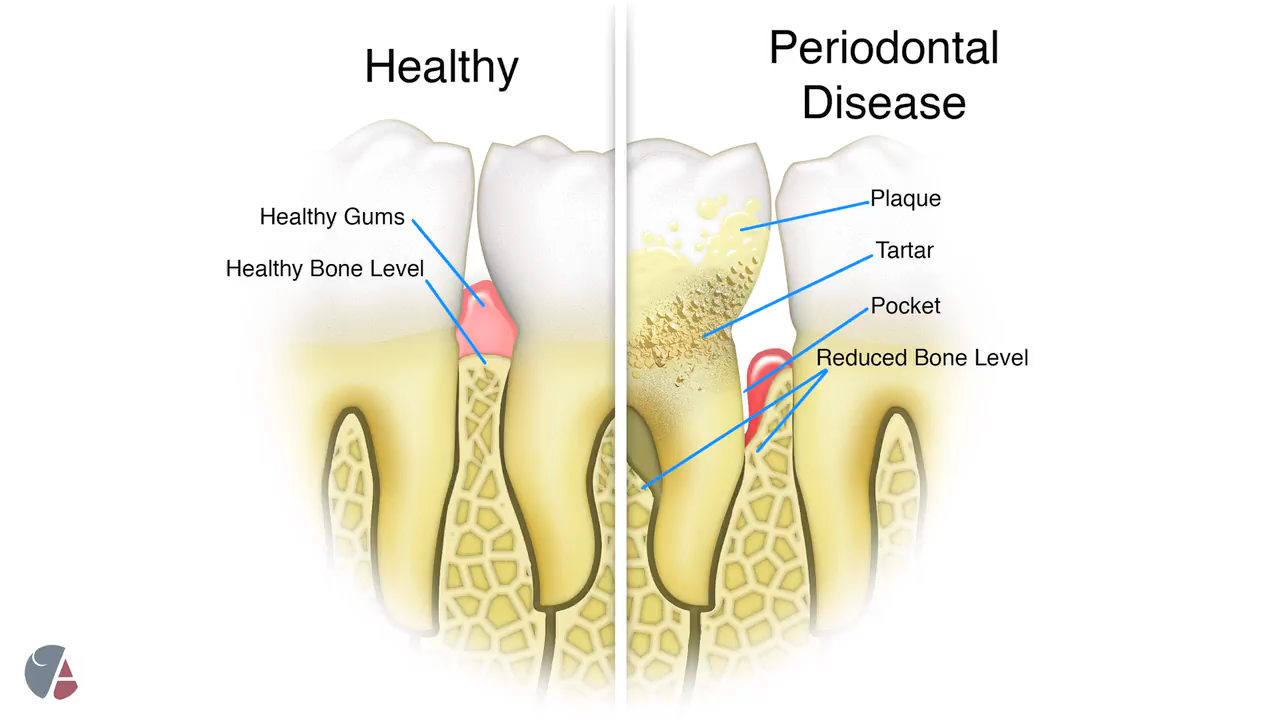 Healthy
Healthy Gums
Healthy Bone Level
Periodontal
Disease
Plaque
Tartar
Pocket
Reduced Bone Level
A